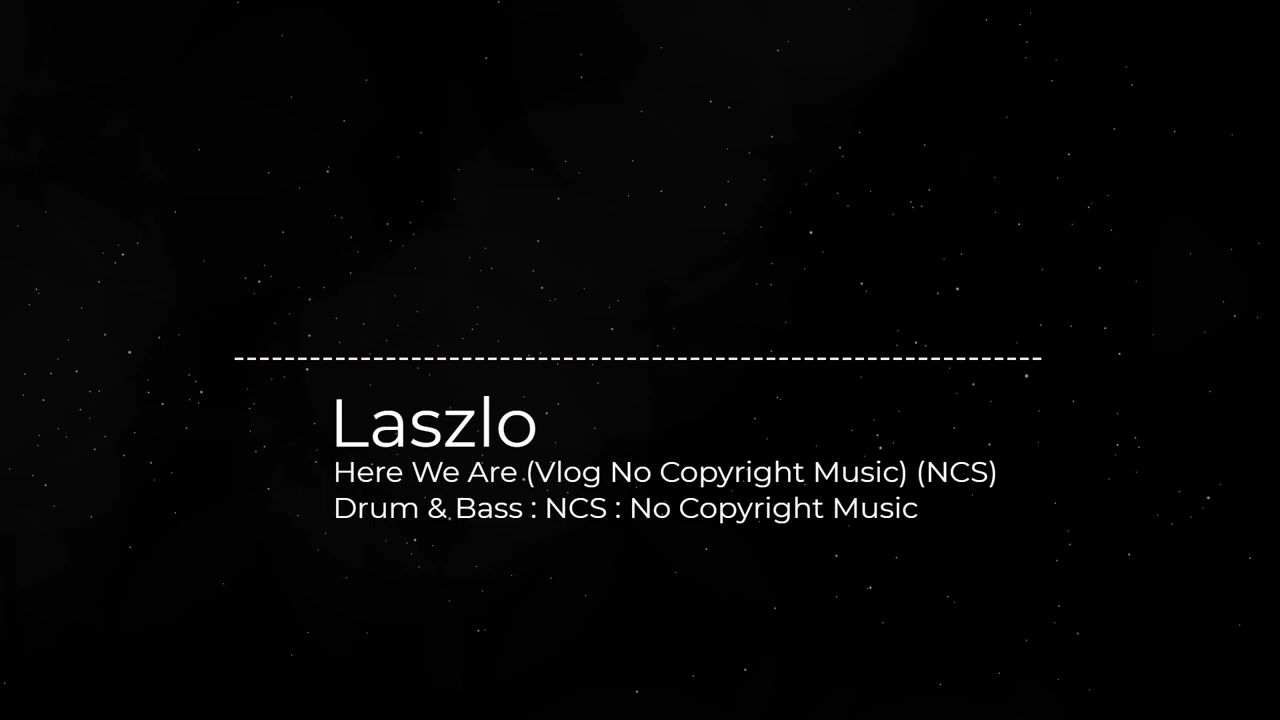 Laszlo
Here We Are (Vlog No Copyright Music) (NCS)
Drum & Bass : NCS : No Copyright Music